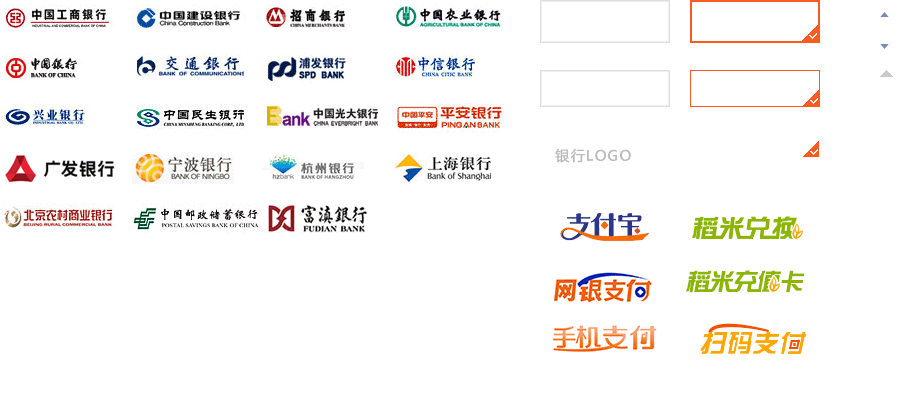 中国工商银行
INDUSTRIAL AND COMMERCIAL BANK OF CHINA
中国建设银行
China Construction Bank
招商银行
CHINA MERCHANTS BANK
中国农业银行
AGRICULTURAL BANK OF CHINA
中国银行
BANK OF CHINA
交通银行
BANK OF COMMUNICATIONS
浦发银行
SPD BANK
中信银行
CHINA CITIC BANK
兴业银行
INDUSTRIAL BANK CO., LTD.
中国民生银行
CHINA MINSHENG BANKING CORP., LTD.
Bank 中国光大银行
CHINA EVERBRIGHT BANK
中国平安 平安银行
PINGAN BANK
广发银行
宁波银行
BANK OF NINGBO
杭州银行
hzbank BANK OF HANGZHOU
上海银行
Bank of Shanghai
北京农村商业银行
BEIJING RURAL COMMERCIAL BANK
中国邮政储蓄银行
POSTAL SAVINGS BANK OF CHINA
富滇銀行
FUDIAN BANK
银行LOGO
支付宝
稻米兑换
网银支付
稻米充值卡
手机支付
扫码支付